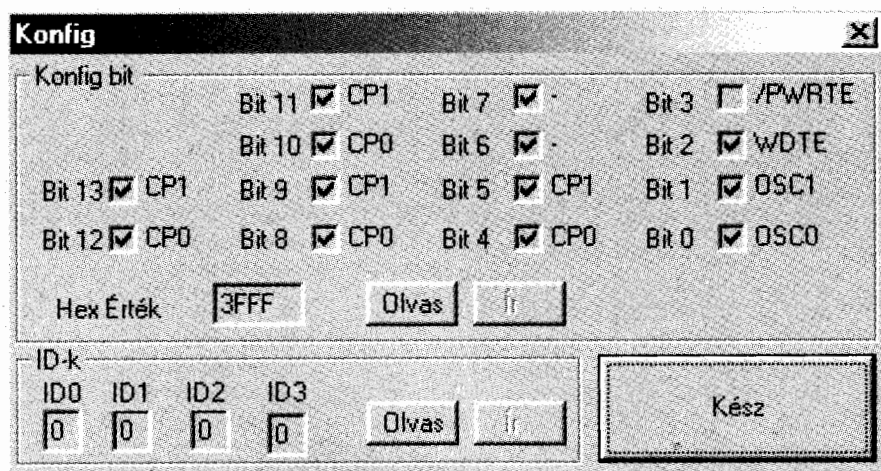 Konfig
Konfig bit
Bit 11 CP1 Bit 7 - Bit 3 /PWRTE
Bit 10 CP0 Bit 6 - Bit 2 WDTE
Bit 13 CP1 Bit 9 CP1 Bit 5 CP1 Bit 1 OSC1
Bit 12 CP0 Bit 8 CP0 Bit 4 CP0 Bit 0 OSC0
Hex Érték 3FFF Olvas Ír
ID-k
ID0 ID1 ID2 ID3
0 0 0 0 Olvas Ír
Kész